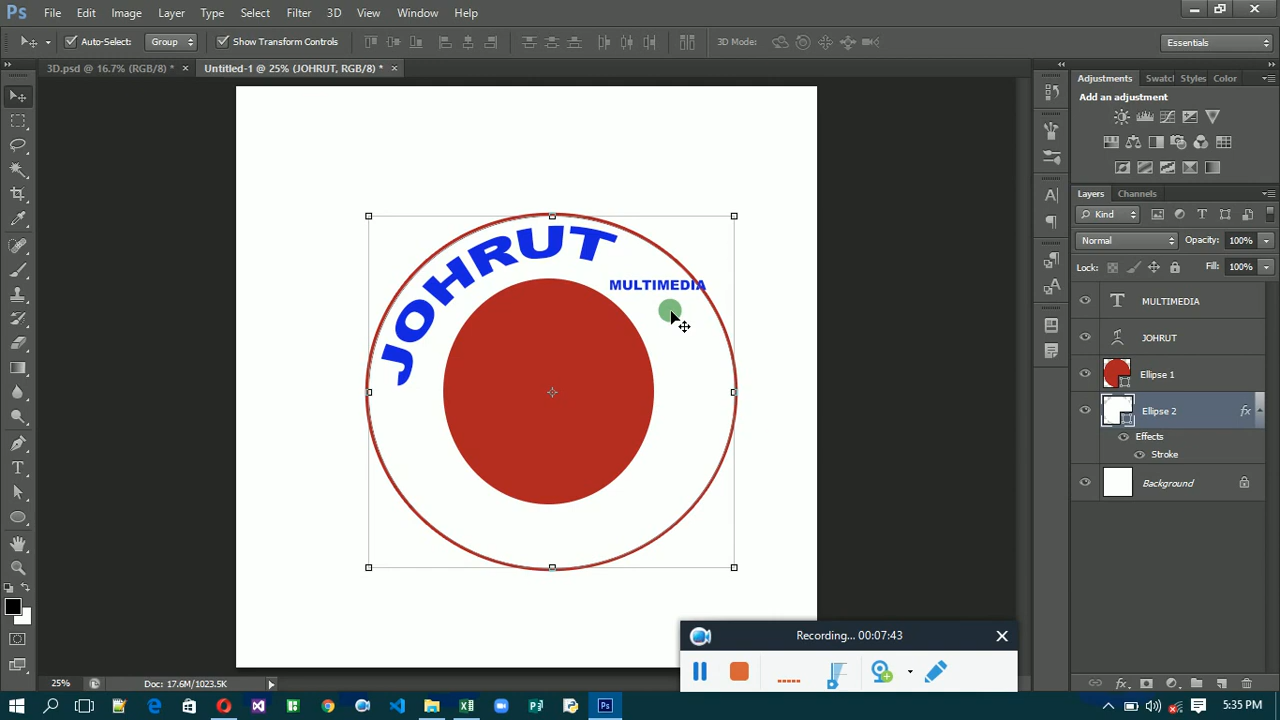 Ps File Edit Image Layer Type Select Filter 3D View Window Help
Auto-Select: Group Show Transform Controls 3D Mode: Essentials
3D.psd @ 16.7% (RGB/8) * × Untitled-1 @ 25% (JOHRUT, RGB/8) * ×
Adjustments Swatcl Styles Color
Add an adjustment
Layers Channels
Kind
Normal Opacity: 100%
Lock: Fill: 100%
MULTIMEDIA
JOHRUT
Ellipse 1
Ellipse 2 fx
Effects
Stroke
Background
JOHRUT
MULTIMEDIA
Recording... 00:07:43
25% Doc: 17.6M/1023.5K
5:35 PM